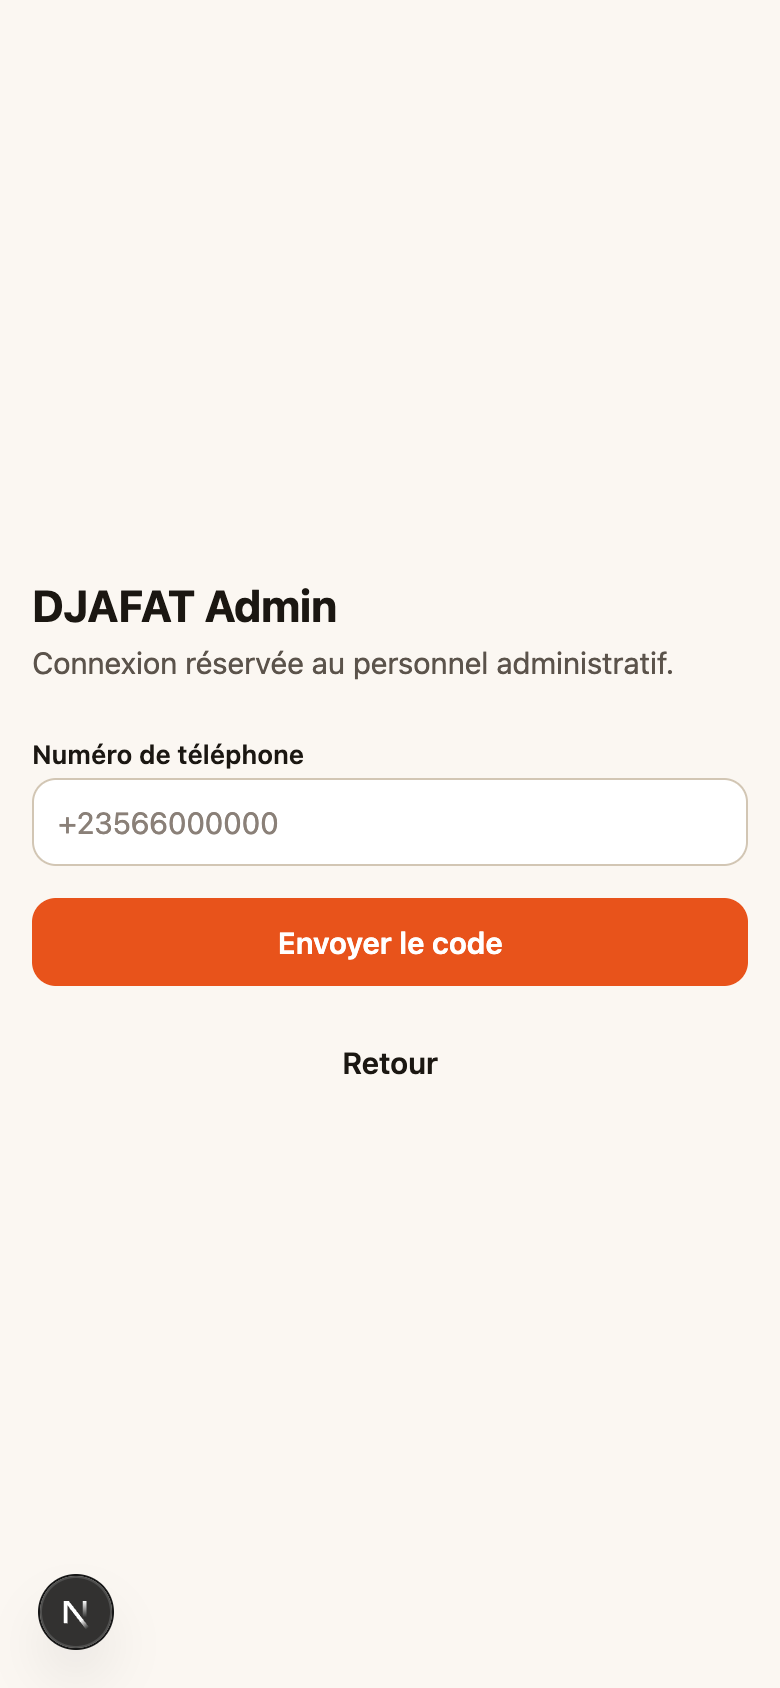 DJAFAT Admin
Connexion réservée au personnel administratif.
Numéro de téléphone
+23566000000
Envoyer le code
Retour
N